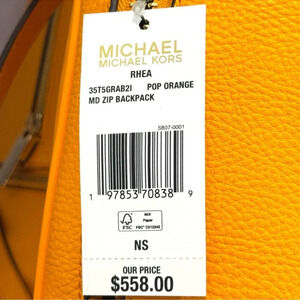 MICHAEL
MICHAEL KORS
RHEA
35T5GRAB2I POP ORANGE
MD ZIP BACKPACK
S807-0001
1 97853 70838 9
FSC
MIX
Paper
NS
OUR PRICE
$558.00